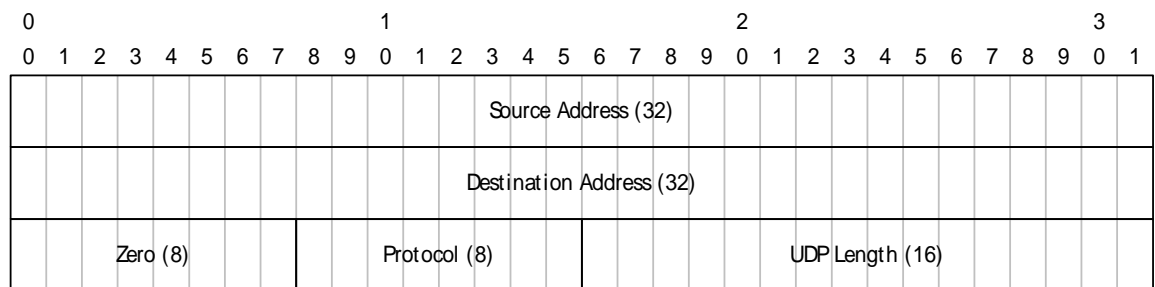 0 1 2 3
0 1 2 3 4 5 6 7 8 9 0 1 2 3 4 5 6 7 8 9 0 1 2 3 4 5 6 7 8 9 0 1
Source Address (32)
Destination Address (32)
Zero (8) Protocol (8) UDP Length (16)